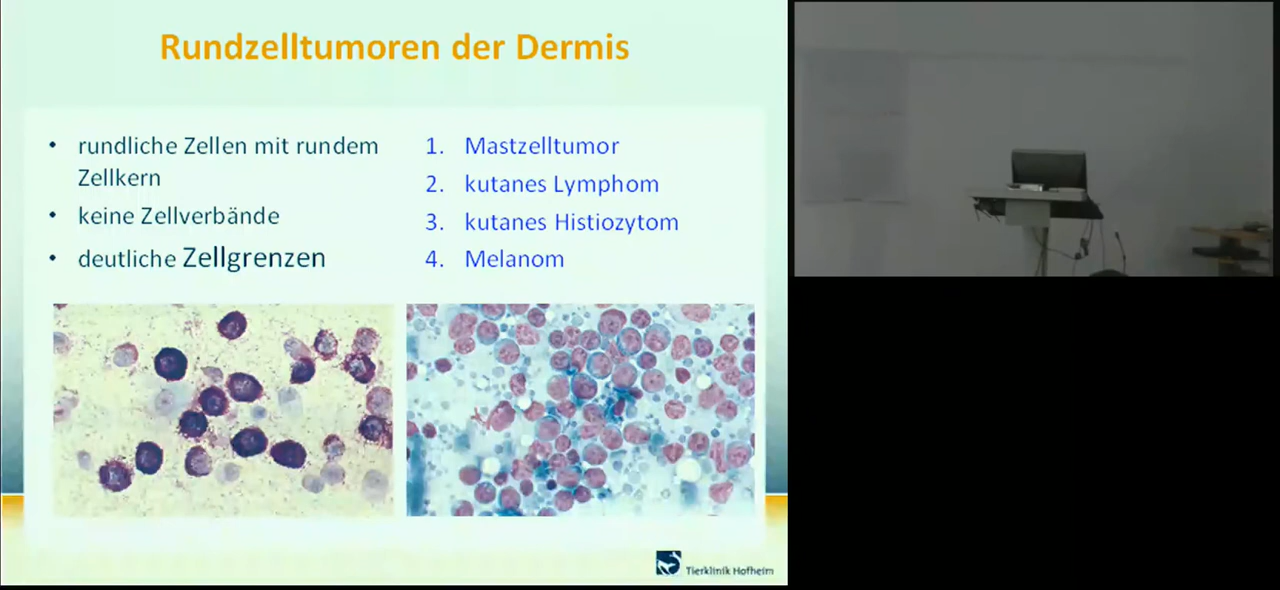 Rundzelltumoren der Dermis
• rundliche Zellen mit rundem
Zellkern
• keine Zellverbände
• deutliche Zellgrenzen
1. Mastzelltumor
2. kutanes Lymphom
3. kutanes Histiozytom
4. Melanom
Tierklinik Hofheim